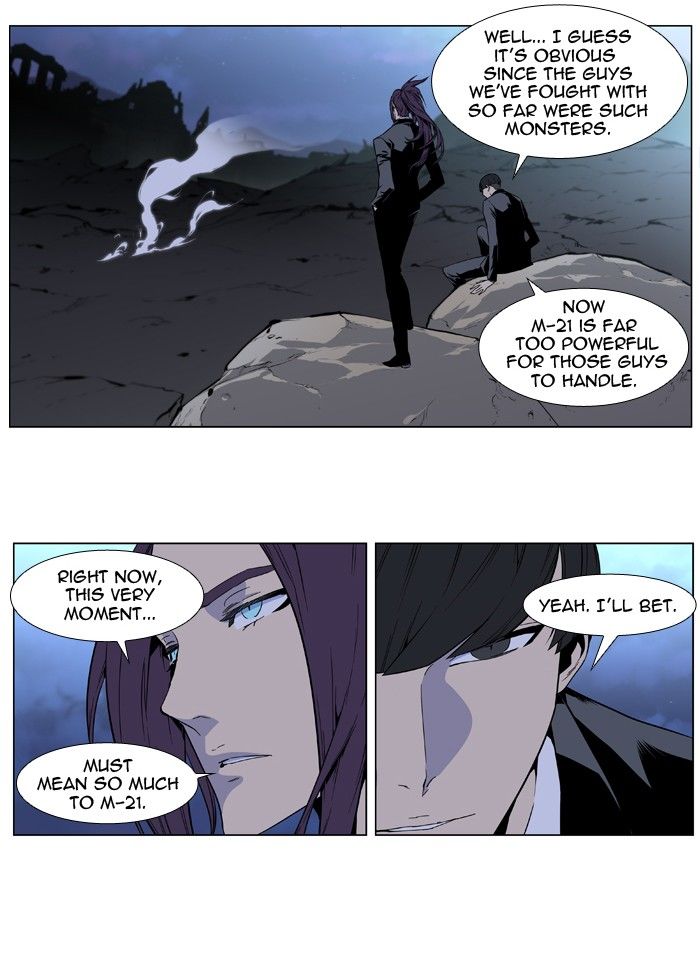 WELL... I GUESS
IT'S OBVIOUS
SINCE THE GUYS
WE'VE FOUGHT WITH
SO FAR WERE SUCH
MONSTERS.
NOW
M-21 IS FAR
TOO POWERFUL
FOR THOSE GUYS
TO HANDLE.
RIGHT NOW,
THIS VERY
MOMENT...
MUST
MEAN SO MUCH
TO M-21.
YEAH. I'LL BET.